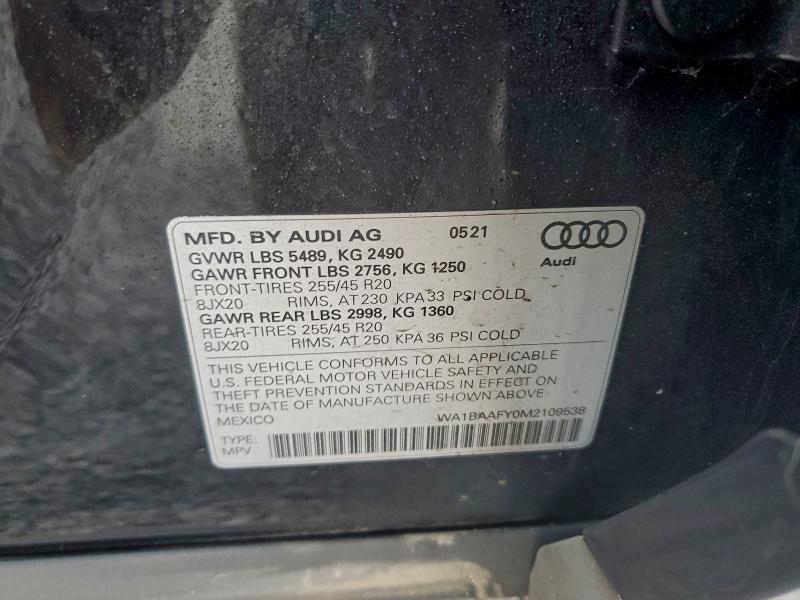 MFD. BY AUDI AG 0521
GVWR LBS 5489, KG 2490
GAWR FRONT LBS 2756, KG 1250
Audi
FRONT-TIRES 255/45 R20
8JX20 RIMS, AT 230 KPA 33 PSI COLD
GAWR REAR LBS 2998, KG 1360
REAR-TIRES 255/45 R20
8JX20 RIMS, AT 250 KPA 36 PSI COLD
THIS VEHICLE CONFORMS TO ALL APPLICABLE
U.S. FEDERAL MOTOR VEHICLE SAFETY AND
THEFT PREVENTION STANDARDS IN EFFECT ON
THE DATE OF MANUFACTURE SHOWN ABOVE.
MEXICO WA1BAAFY0M2109538
TYPE:
MPV